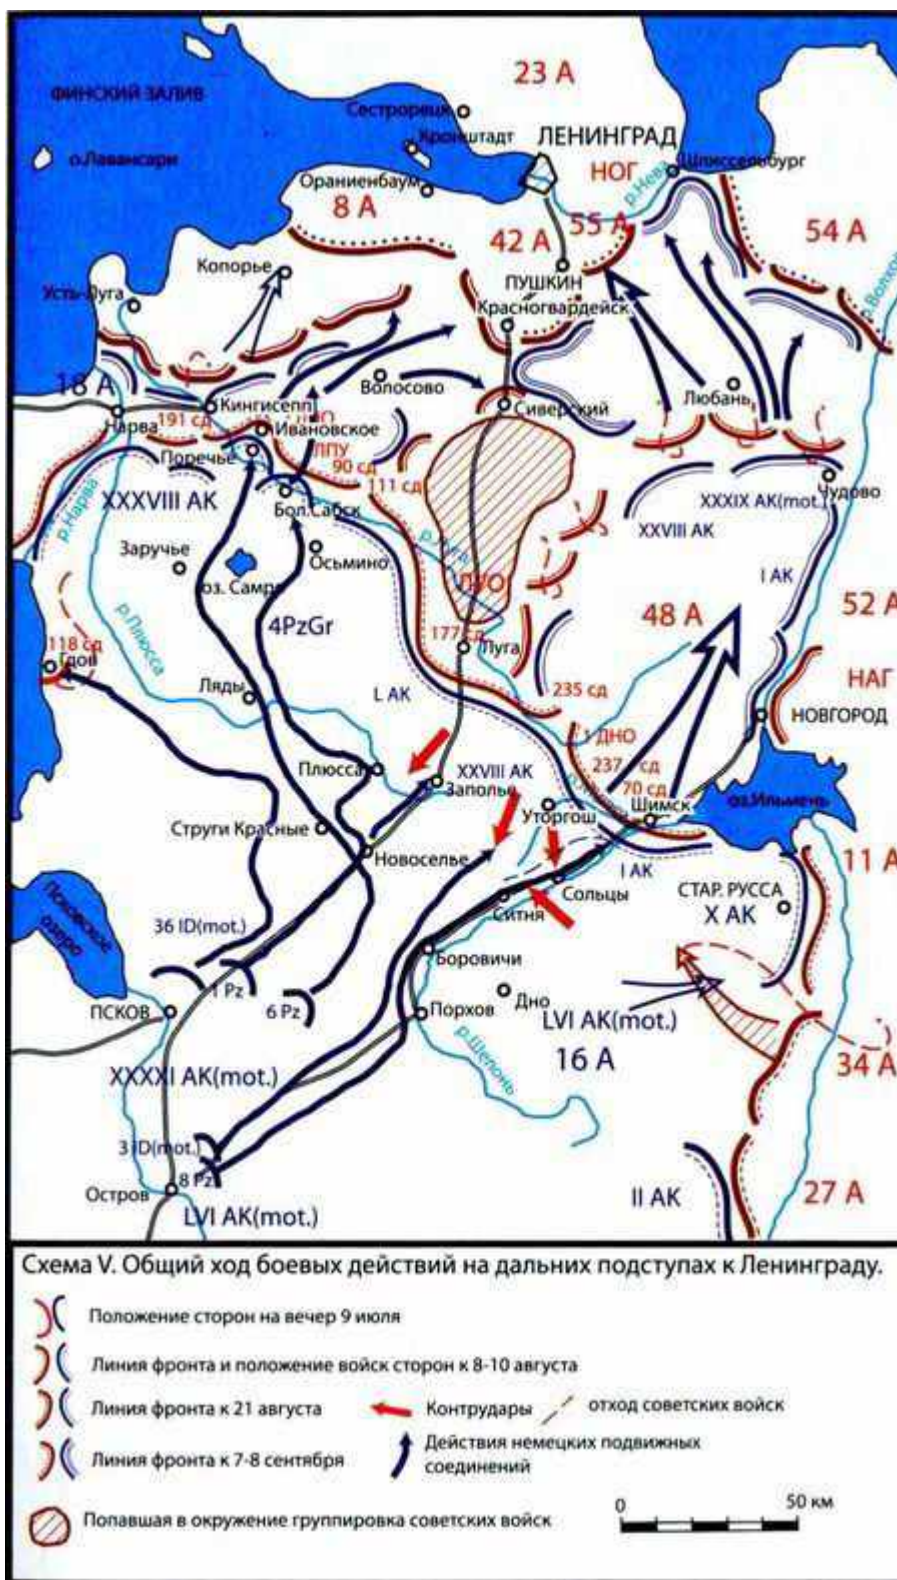 23 А
ФИНСКИЙ ЗАЛИВ
Сестрорецк
Кронштадт
ЛЕНИНГРАД
о.Лавансари
НОГ
Шлиссельбург
р.Нева
Ораниенбаум
8 А
55 А
42 А
54 А
Копорье
ПУШКИН
Усть-Луга
Красногвардейск
р.Волхов
18 А
Волосово
Любань
Кингисепп
Сиверский
Нарва
191 сд
Ивановское
ЛПУ
Поречье
90 сд
111 сд
XXXVIII АК
XXXIX АК(mot.)
Чудово
Бол.Сабск
XXVIII АК
р.Нарва
Заручье
Осьмино
оз. Самро
I АК
р.Плюсса
4PzGr
48 А
52 А
118 сд
Гдов
177 сд
Луга
НАГ
Ляды
L АК
235 сд
НОВГОРОД
1 ДНО
237 сд
Плюсса
XXVIII АК
70 сд
Заполье
Шимск
оз.Ильмень
Уторгош
Струги Красные
Новоселье
I АК
11 А
Сольцы
СТАР. РУССА
Псковское
озеро
Ситня
X АК
36 ID(mot.)
Боровичи
1 Pz
6 Pz
Дно
ПСКОВ
Порхов
LVI АК(mot.)
р.Шелонь
16 А
34 А
XXXXI АК(mot.)
3 ID(mot.)
8 Pz
Остров
II АК
27 А
LVI АК(mot.)
Схема V. Общий ход боевых действий на дальних подступах к Ленинграду.
Положение сторон на вечер 9 июля
Линия фронта и положение войск сторон к 8-10 августа
Линия фронта к 21 августа
Контрудары
отход советских войск
Линия фронта к 7-8 сентября
Действия немецких подвижных
соединений
Попавшая в окружение группировка советских войск
0
50 км